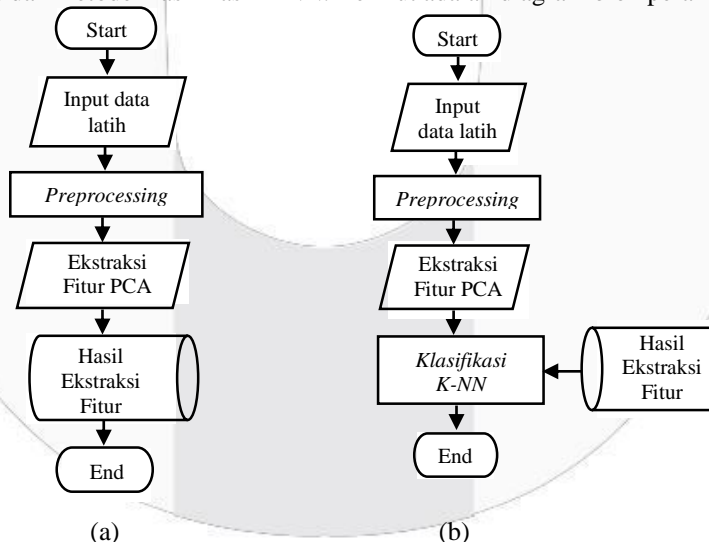 Start
Input data
latih
Preprocessing
Ekstraksi
Fitur PCA
Hasil
Ekstraksi
Fitur
End
(a)
Start
Input
data latih
Preprocessing
Ekstraksi
Fitur PCA
Klasifikasi
K-NN
Hasil
Ekstraksi
Fitur
End
(b)